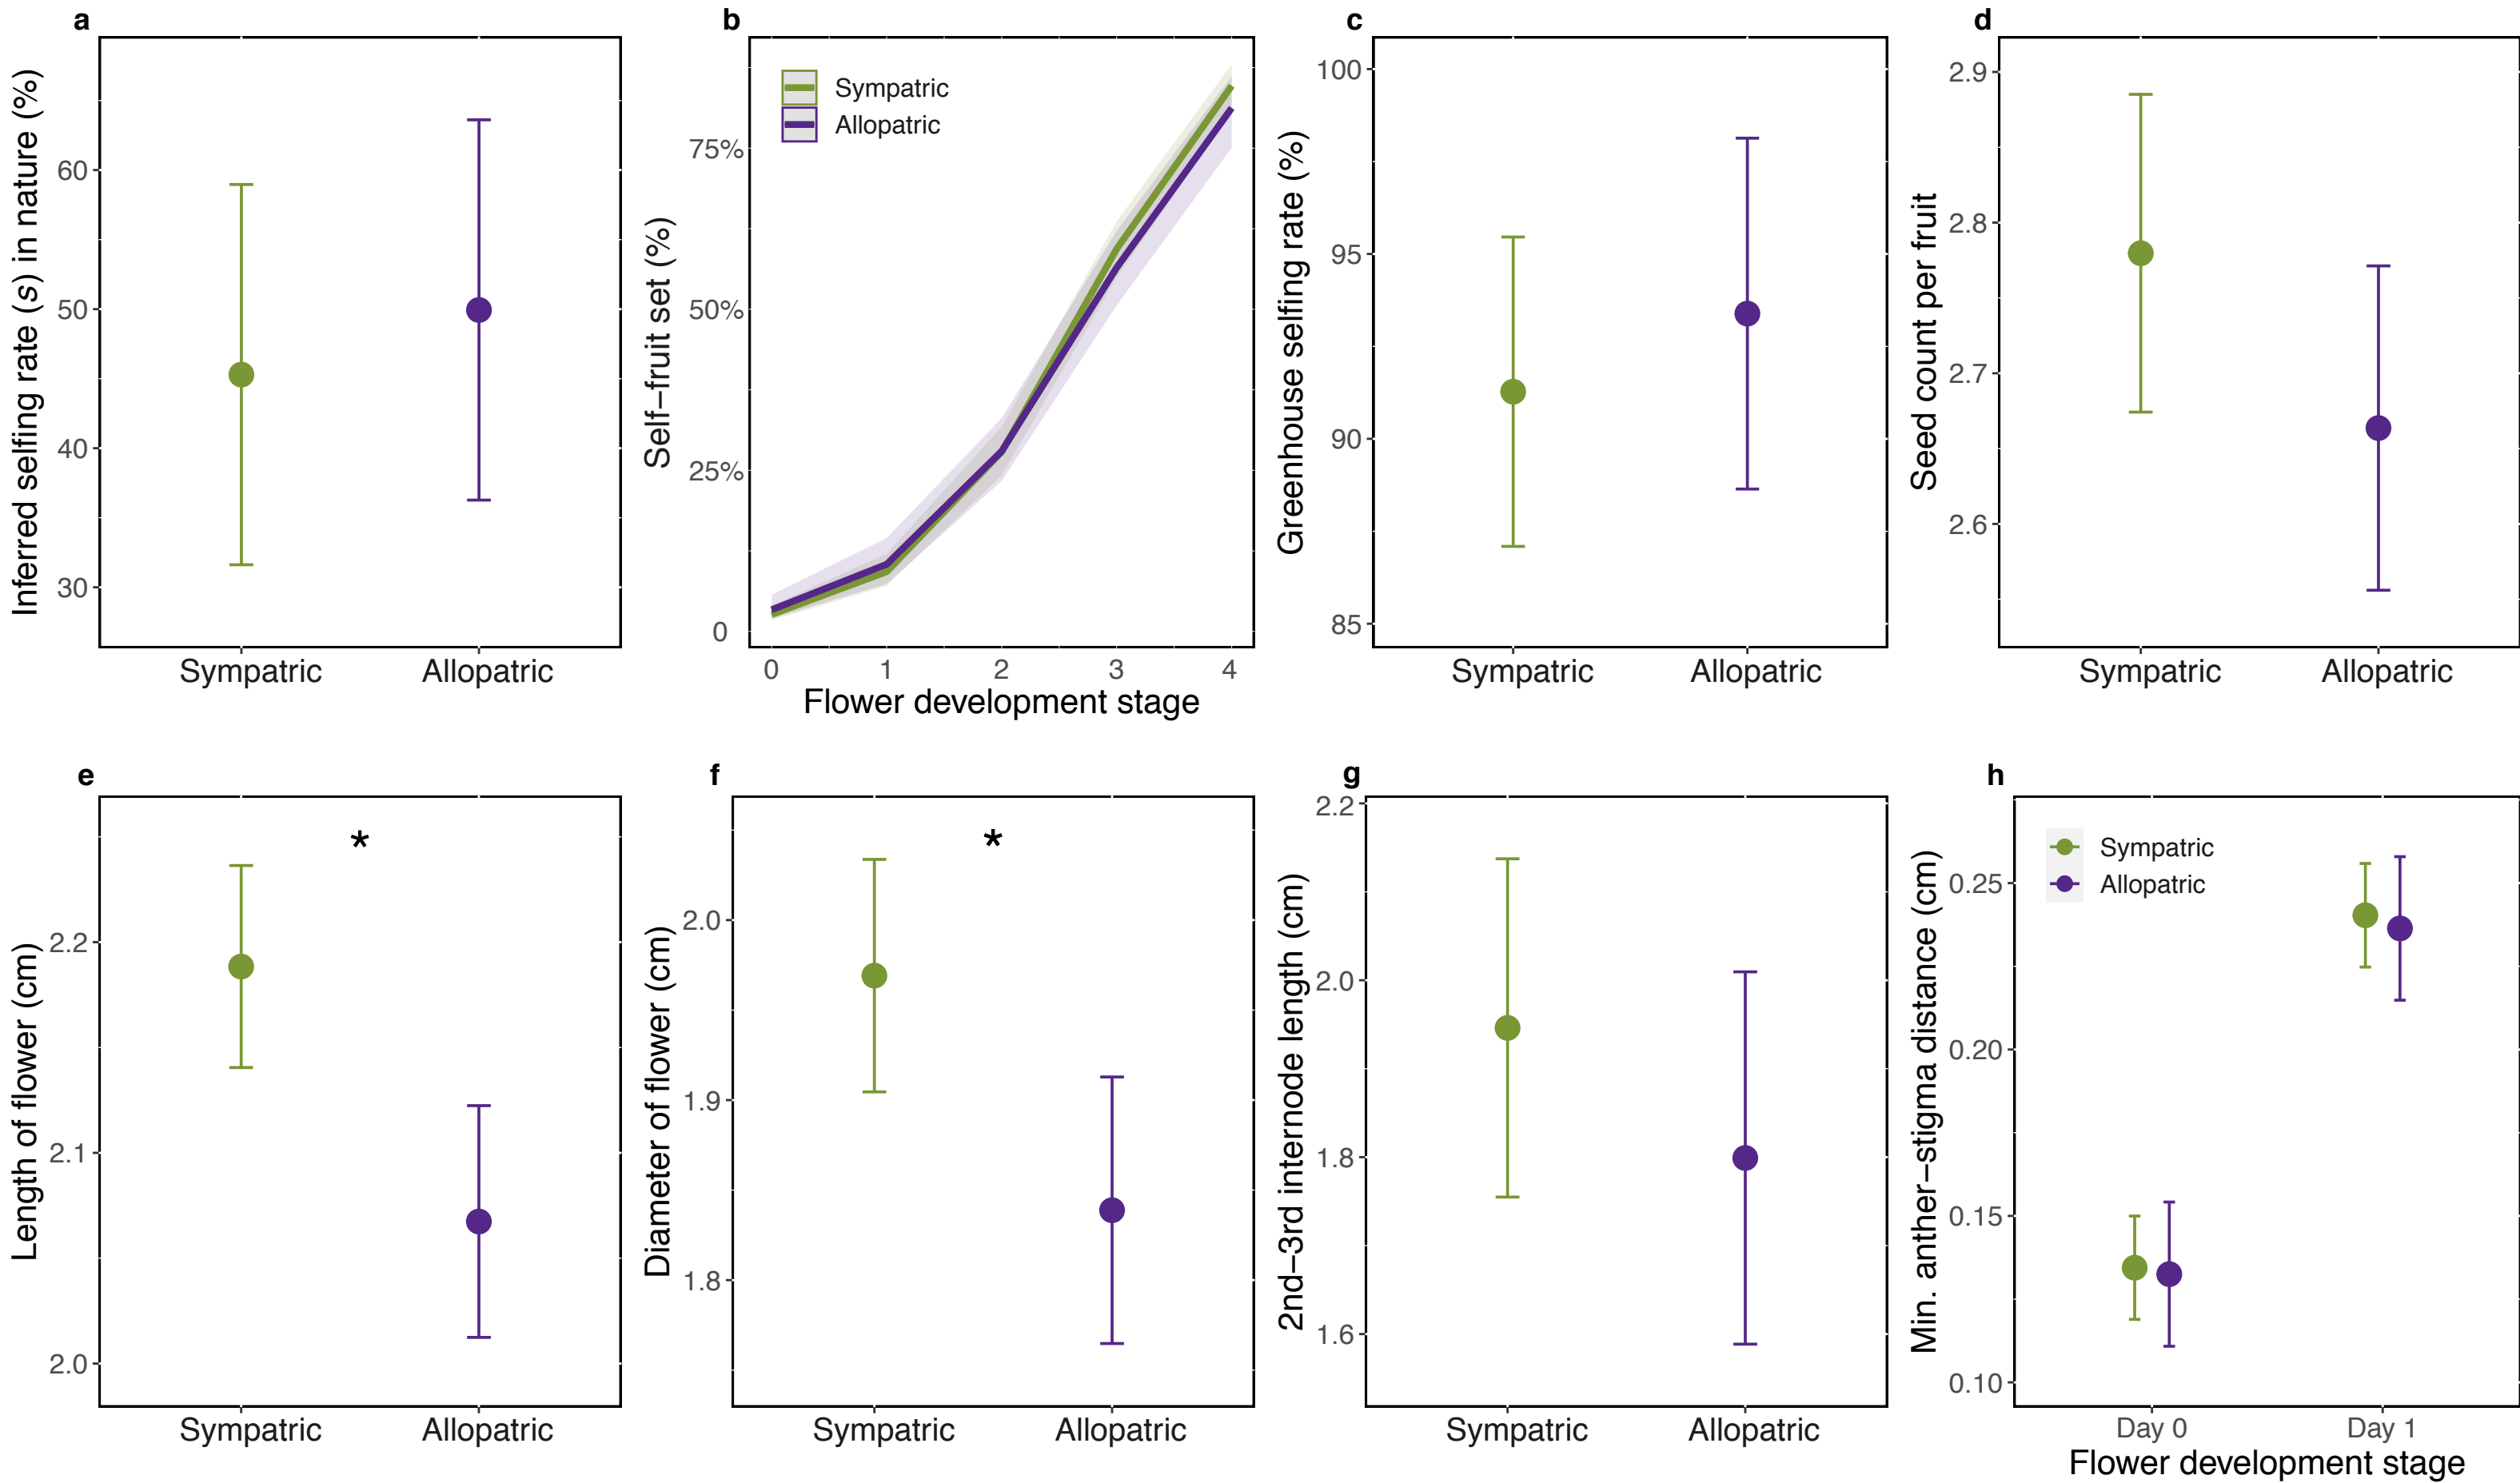 a
Inferred selfing rate (s) in nature (%)
60
50
40
30
Sympatric Allopatric
b
Self−fruit set (%)
Sympatric
Allopatric
75%
50%
25%
0
0 1 2 3 4
Flower development stage
c
Greenhouse selfing rate (%)
100
95
90
85
Sympatric Allopatric
d
Seed count per fruit
2.9
2.8
2.7
2.6
Sympatric Allopatric
e
Length of flower (cm)
*
2.2
2.1
2.0
Sympatric Allopatric
f
Diameter of flower (cm)
*
2.0
1.9
1.8
Sympatric Allopatric
g
2nd−3rd internode length (cm)
2.2
2.0
1.8
1.6
Sympatric Allopatric
h
Min. anther−stigma distance (cm)
Sympatric
Allopatric
0.25
0.20
0.15
0.10
Day 0 Day 1
Flower development stage